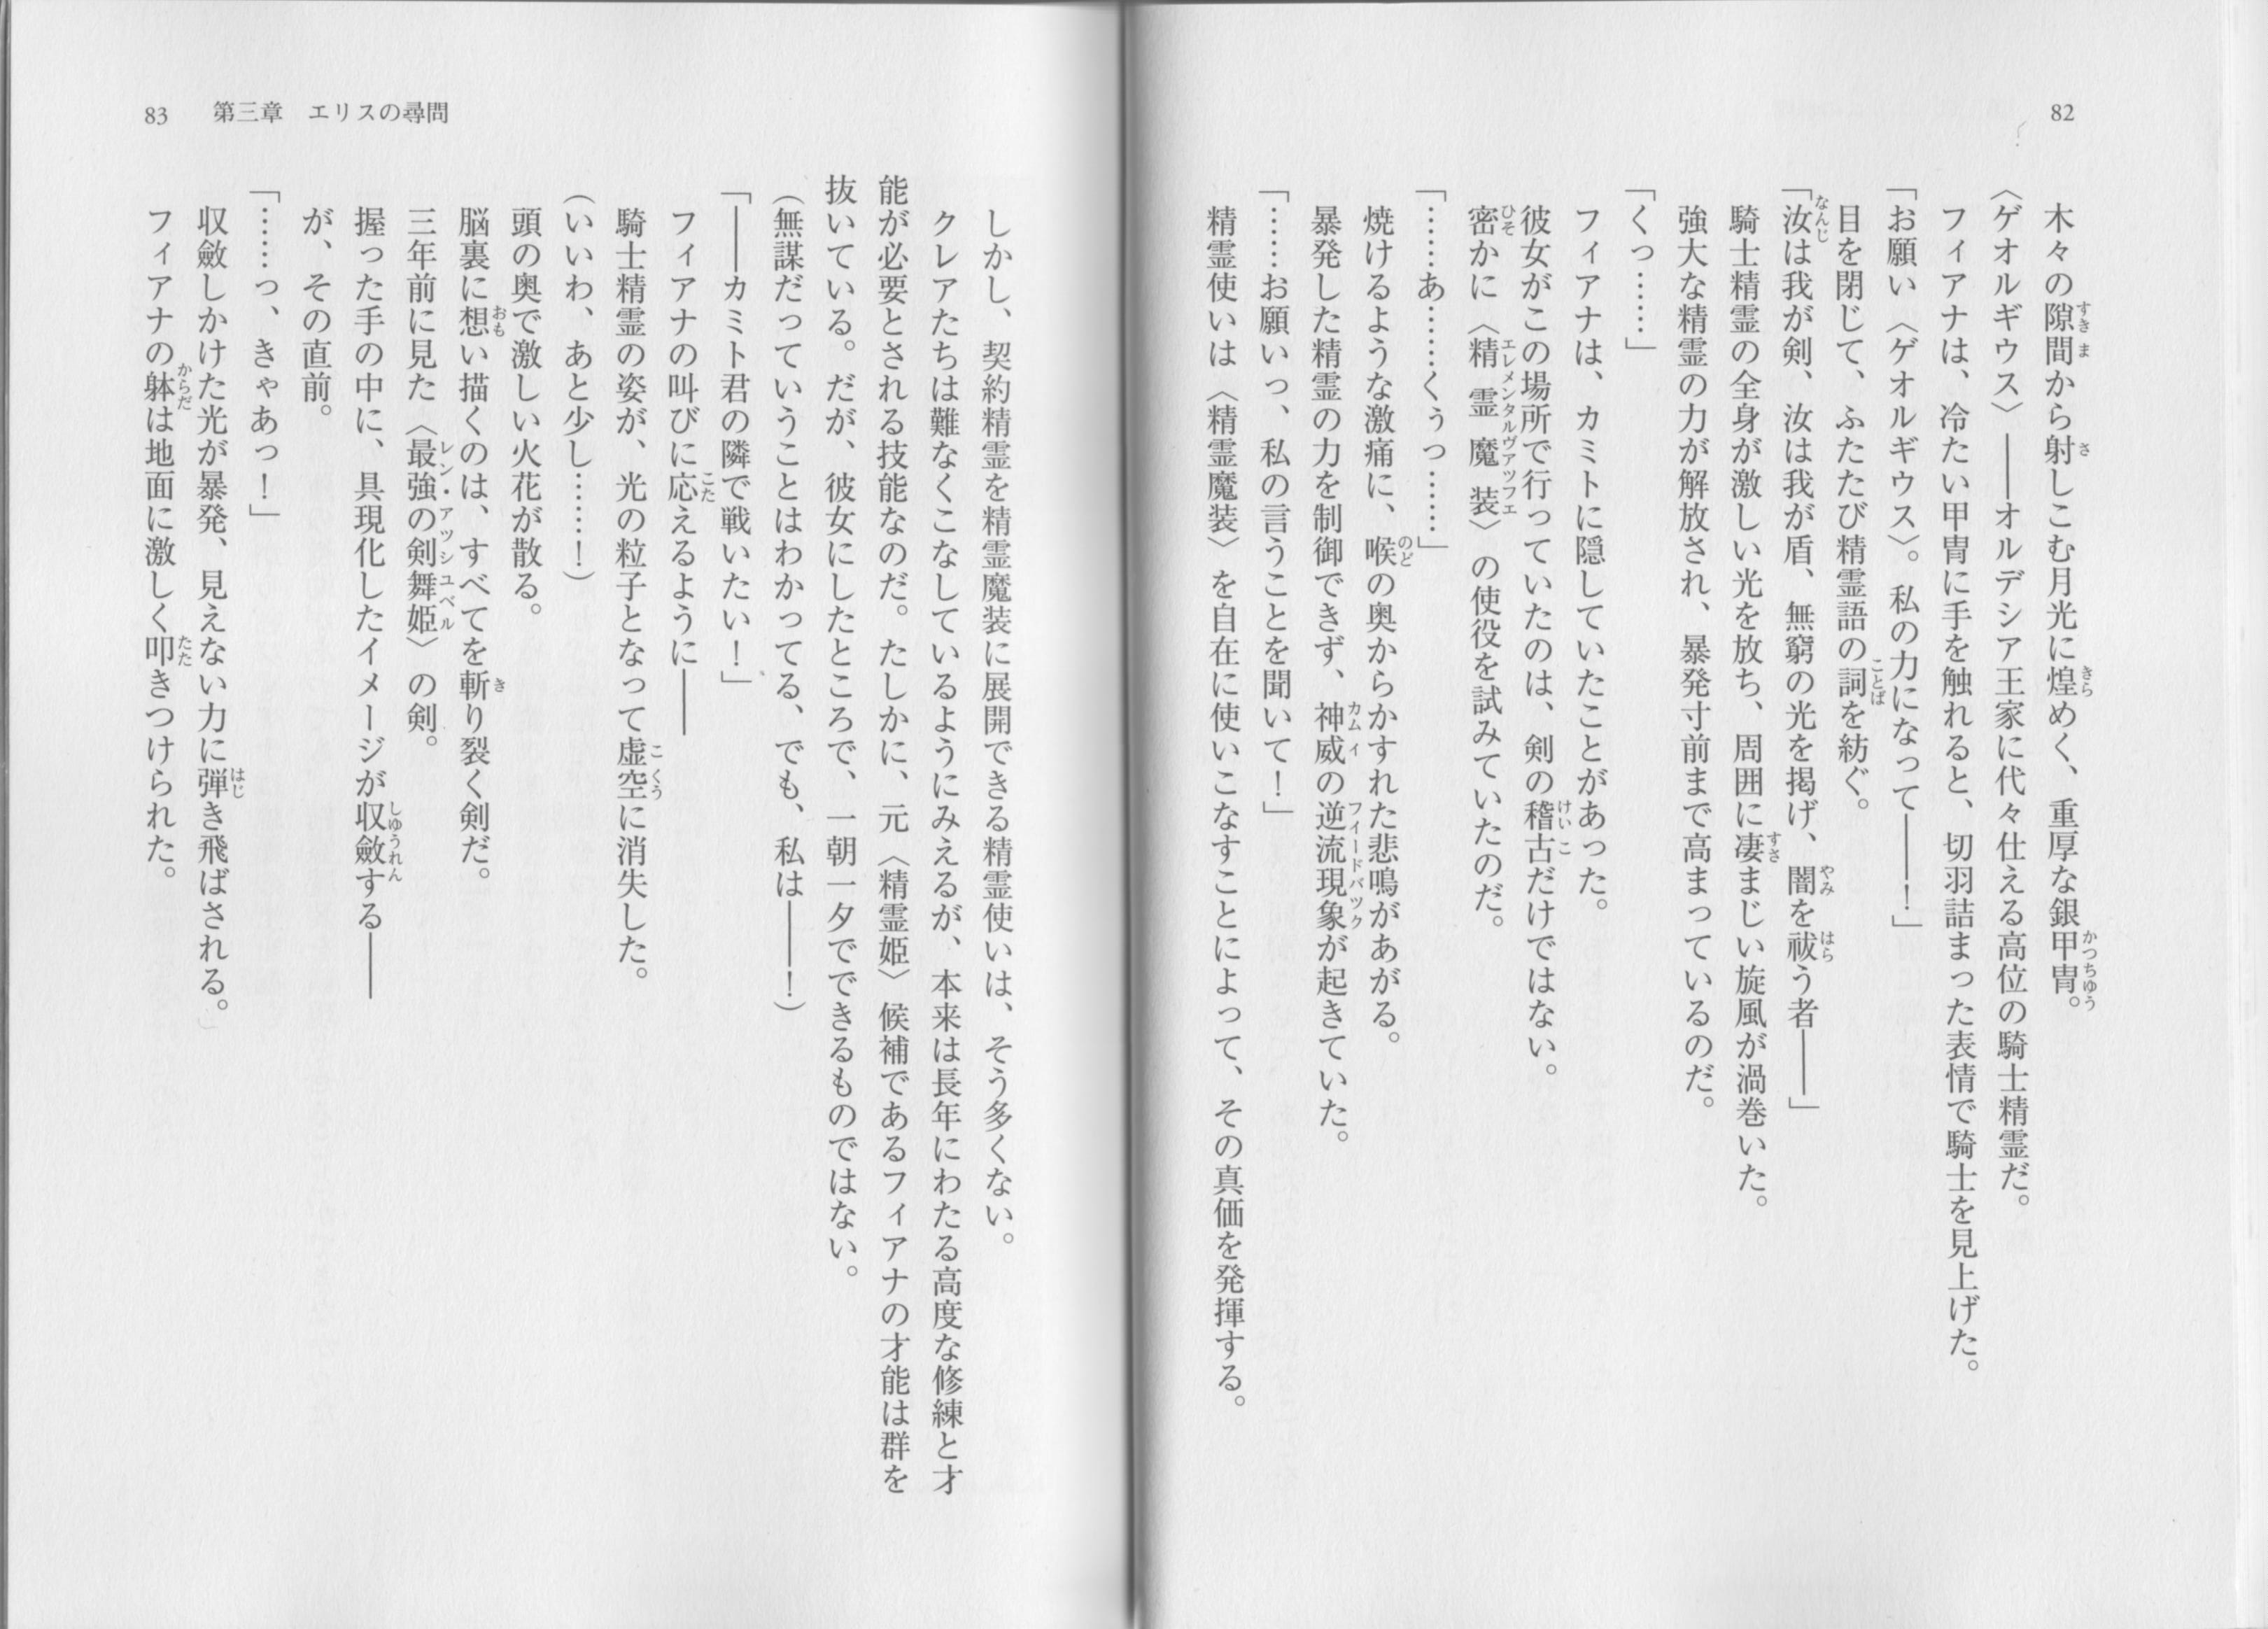 82
木々の隙間から射しこむ月光に煌めく、重厚な銀甲冑。
〈ゲオルギウス〉――オルデシア王家に代々仕える高位の騎士精霊だ。
フィアナは、冷たい甲冑に手を触れると、切羽詰まった表情で騎士を見上げた。
「お願い〈ゲオルギウス〉。私の力になって――！」
目を閉じて、ふたたび精霊語の詞を紡ぐ。
「汝は我が剣、汝は我が盾、無窮の光を掲げ、闇を祓う者――」
騎士精霊の全身が激しい光を放ち、周囲に凄まじい旋風が渦巻いた。
強大な精霊の力が解放され、暴発寸前まで高まっているのだ。
「くっ……」
フィアナは、カミトに隠していたことがあった。
彼女がこの場所で行っていたのは、剣の稽古だけではない。
密かに〈精霊魔装〉の使役を試みていたのだ。
「……あ……くぅっ……」
焼けるような激痛に、喉の奥からかすれた悲鳴があがる。
暴発した精霊の力を制御できず、神威の逆流現象が起きていた。
「……お願いっ、私の言うことを聞いて！」
精霊使いは〈精霊魔装〉を自在に使いこなすことによって、その真価を発揮する。
83　第三章　エリスの尋問
しかし、契約精霊を精霊魔装に展開できる精霊使いは、そう多くない。
クレアたちは難なくこなしているようにみえるが、本来は長年にわたる高度な修練と才
能が必要とされる技能なのだ。たしかに、元〈精霊姫〉候補であるフィアナの才能は群を
抜いている。だが、彼女にしたところで、一朝一夕でできるものではない。
（無謀だっていうことはわかってる、でも、私は――！）
「――カミト君の隣で戦いたい！」
フィアナの叫びに応えるように――
騎士精霊の姿が、光の粒子となって虚空に消失した。
（いいわ、あと少し……！）
頭の奥で激しい火花が散る。
脳裏に想い描くのは、すべてを斬り裂く剣だ。
三年前に見た〈最強の剣舞姫〉の剣。
握った手の中に、具現化したイメージが収斂する――
が、その直前。
「……っ、きゃあっ！」
収斂しかけた光が暴発、見えない力に弾き飛ばされる。
フィアナの躰は地面に激しく叩きつけられた。